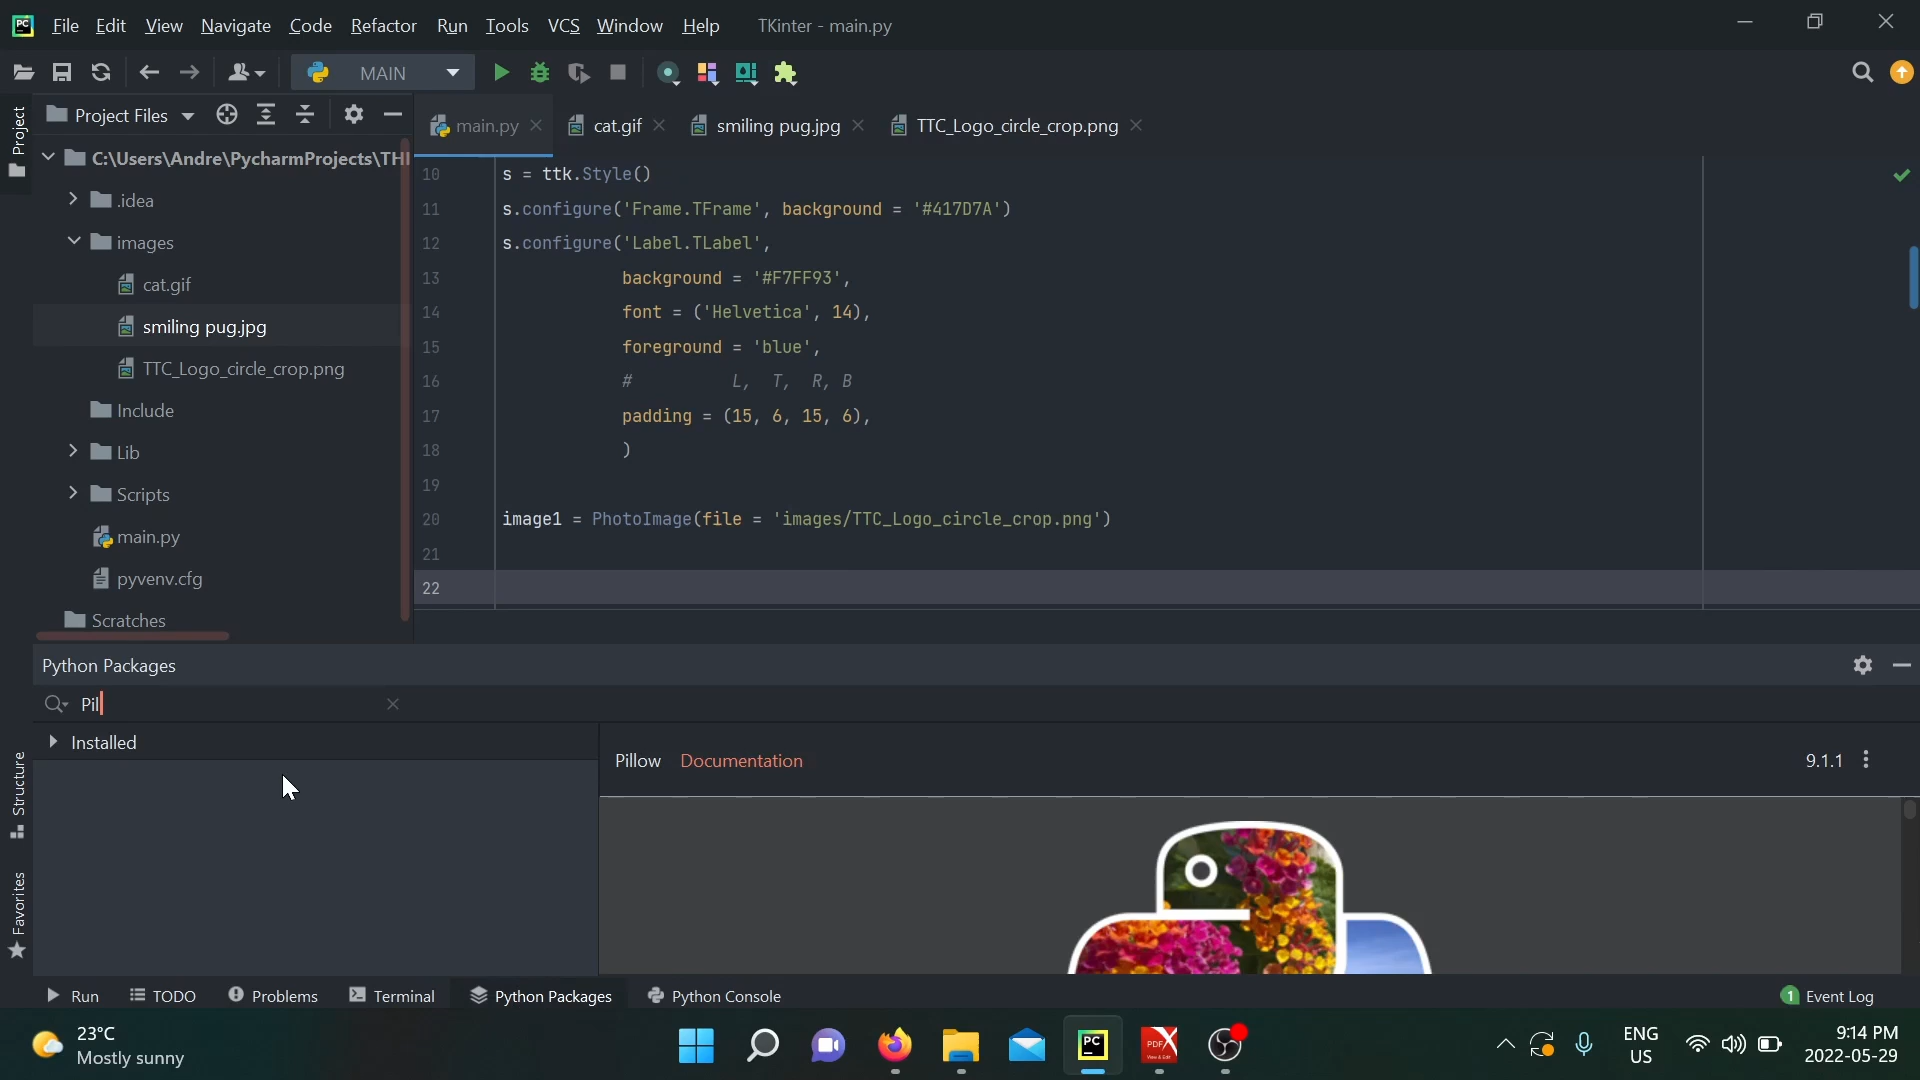 PC File Edit View Navigate Code Refactor Run Tools VCS Window Help TKinter - main.py
MAIN
Project
Project Files
main.py cat.gif smiling pug.jpg TTC_Logo_circle_crop.png
C:\Users\Andre\PycharmProjects\THI
.idea
images
cat.gif
smiling pug.jpg
TTC_Logo_circle_crop.png
Include
Lib
Scripts
main.py
pyvenv.cfg
Scratches
10 s = ttk.Style()
11 s.configure('Frame.TFrame', background = '#417D7A')
12 s.configure('Label.TLabel',
13 background = '#F7FF93',
14 font = ('Helvetica', 14),
15 foreground = 'blue',
16 # L, T, R, B
17 padding = (15, 6, 15, 6),
18 )
19
20 image1 = PhotoImage(file = 'images/TTC_Logo_circle_crop.png')
21
22
Python Packages
Pil
Installed
Pillow Documentation 9.1.1
Structure
Favorites
Run TODO Problems Terminal Python Packages Python Console 1 Event Log
23°C
Mostly sunny
PC
PDF
ENG
US
9:14 PM
2022-05-29